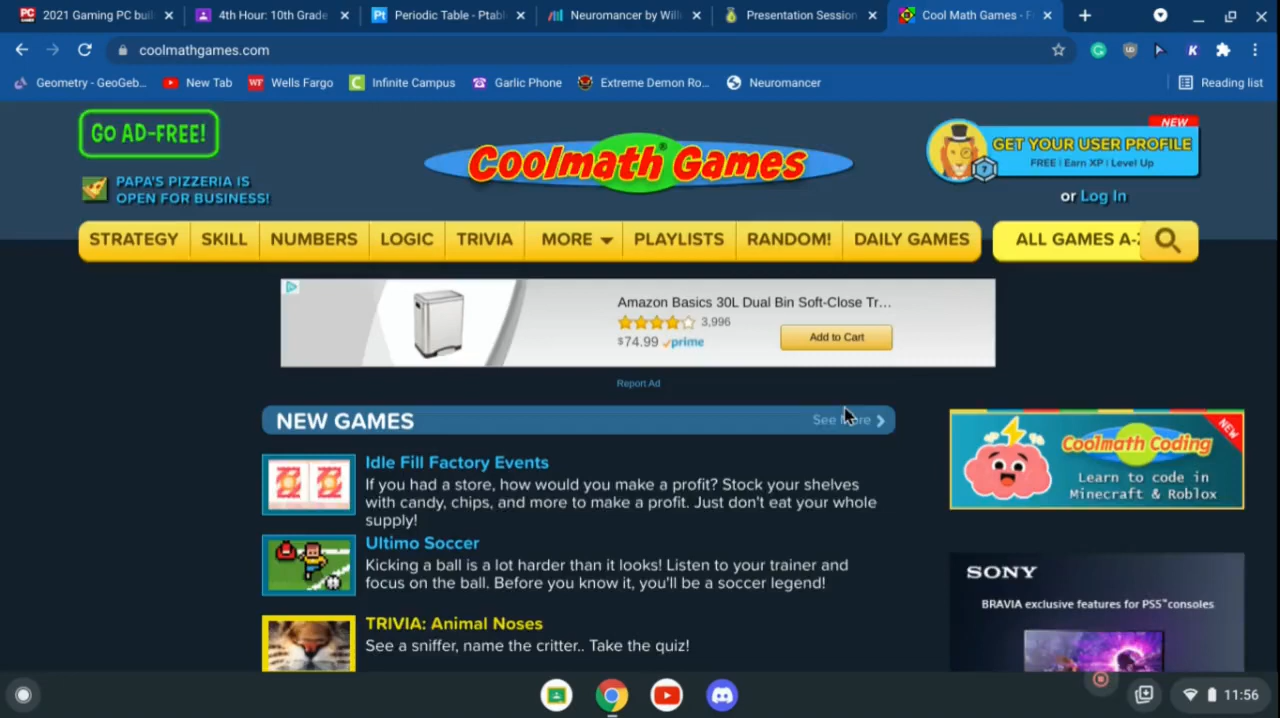 2021 Gaming PC buil
4th Hour: 10th Grade
Periodic Table - Ptabl
Neuromancer by Willi
Presentation Session
Cool Math Games - F
coolmathgames.com
Geometry - GeoGeb...
New Tab
Wells Fargo
Infinite Campus
Garlic Phone
Extreme Demon Ro...
Neuromancer
Reading list
GO AD-FREE!
PAPA'S PIZZERIA IS
OPEN FOR BUSINESS!
Coolmath Games®
NEW
GET YOUR USER PROFILE
FREE | Earn XP | Level Up
or Log In
STRATEGY
SKILL
NUMBERS
LOGIC
TRIVIA
MORE
PLAYLISTS
RANDOM!
DAILY GAMES
ALL GAMES A-Z
Amazon Basics 30L Dual Bin Soft-Close Tr...
3,996
$74.99 prime
Add to Cart
Report Ad
NEW GAMES
See More
Idle Fill Factory Events
If you had a store, how would you make a profit? Stock your shelves
with candy, chips, and more to make a profit. Just don't eat your whole
supply!
Ultimo Soccer
Kicking a ball is a lot harder than it looks! Listen to your trainer and
focus on the ball. Before you know it, you'll be a soccer legend!
TRIVIA: Animal Noses
See a sniffer, name the critter.. Take the quiz!
NEW
Coolmath Coding
Learn to code in
Minecraft & Roblox
SONY
BRAVIA exclusive features for PS5™consoles
11:56